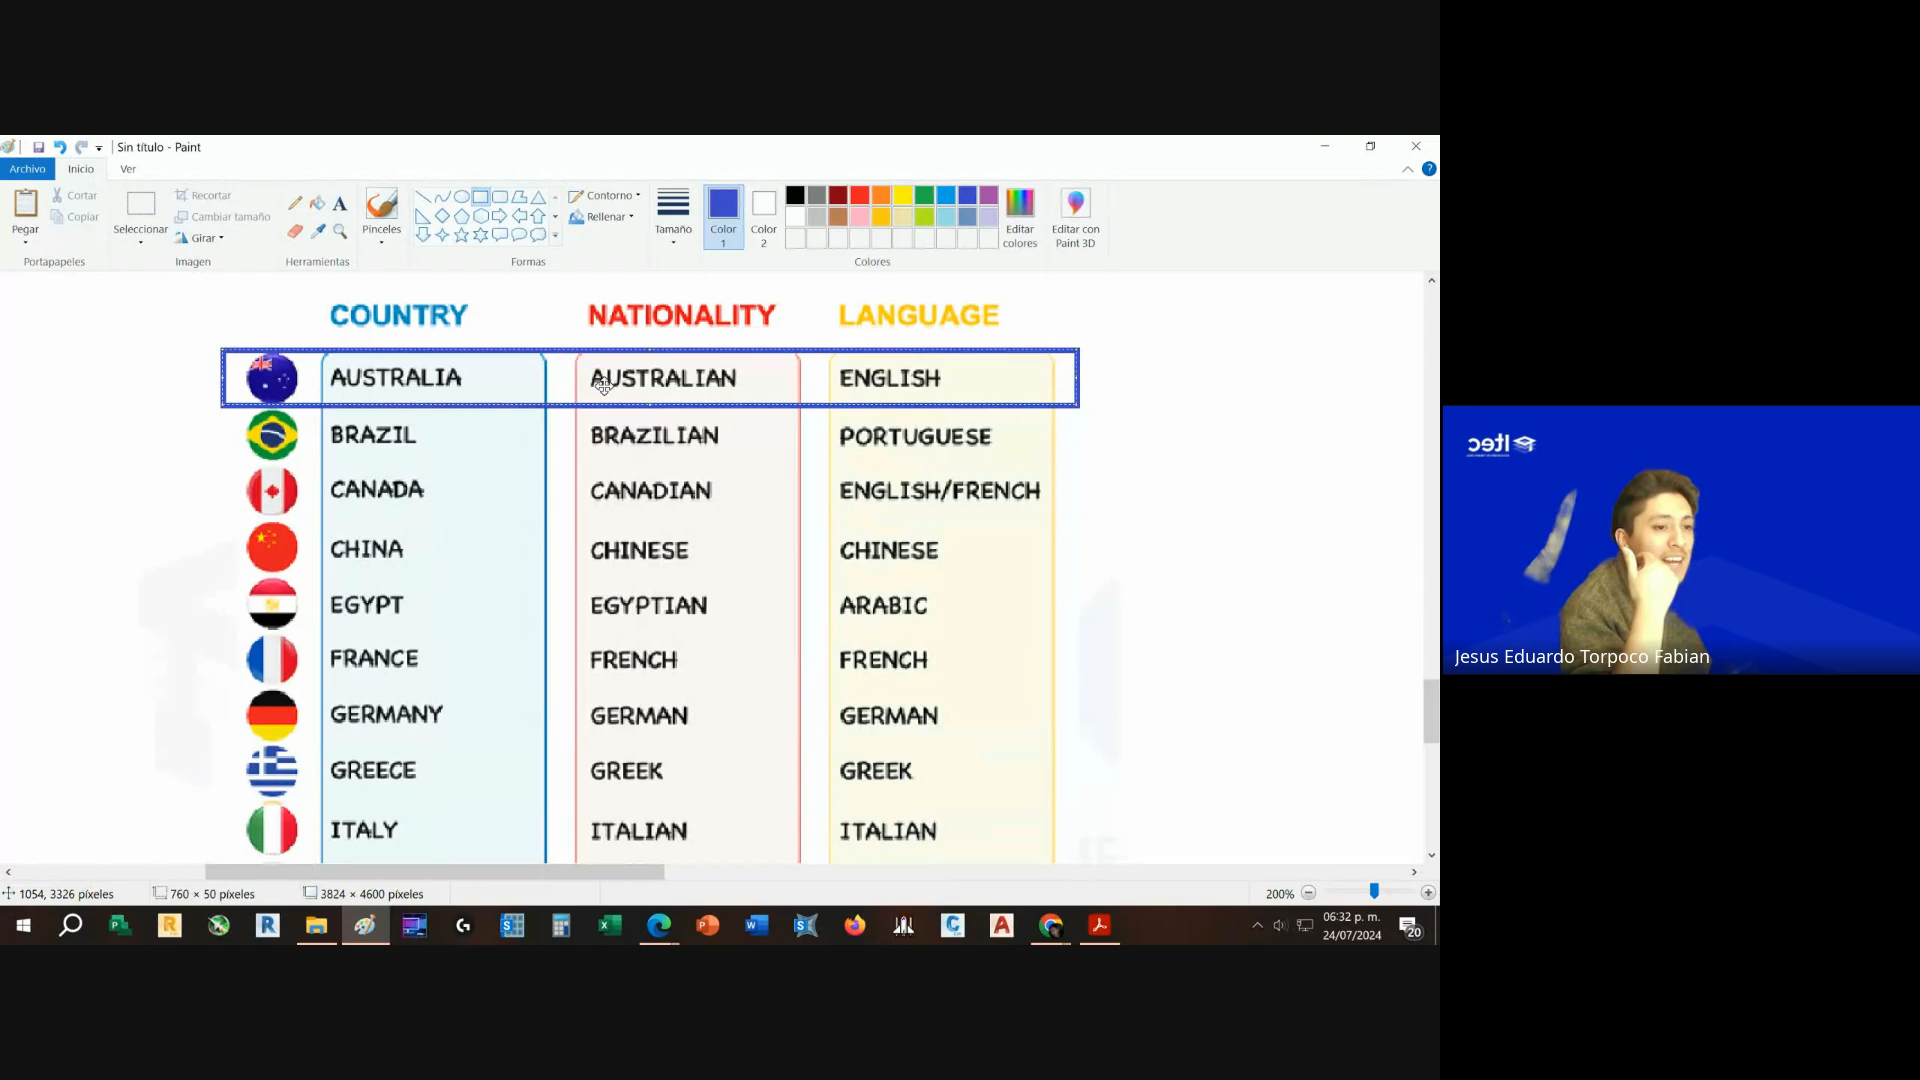 Sin título - Paint
Archivo Inicio Ver
Pegar
Cortar
Copiar
Portapapeles
Seleccionar
Recortar
Cambiar tamaño
Girar
Imagen
Herramientas
Pinceles
Contorno
Rellenar
Formas
Tamaño
Color 1
Color 2
Editar colores
Editar con Paint 3D
Colores
COUNTRY NATIONALITY LANGUAGE
AUSTRALIA AUSTRALIAN ENGLISH
BRAZIL BRAZILIAN PORTUGUESE
CANADA CANADIAN ENGLISH/FRENCH
CHINA CHINESE CHINESE
EGYPT EGYPTIAN ARABIC
FRANCE FRENCH FRENCH
GERMANY GERMAN GERMAN
GREECE GREEK GREEK
ITALY ITALIAN ITALIAN
1054, 3326 píxeles 760 × 50 píxeles 3824 × 4600 píxeles 200%
06:32 p. m.
24/07/2024
20
Itec
Jesus Eduardo Torpoco Fabian